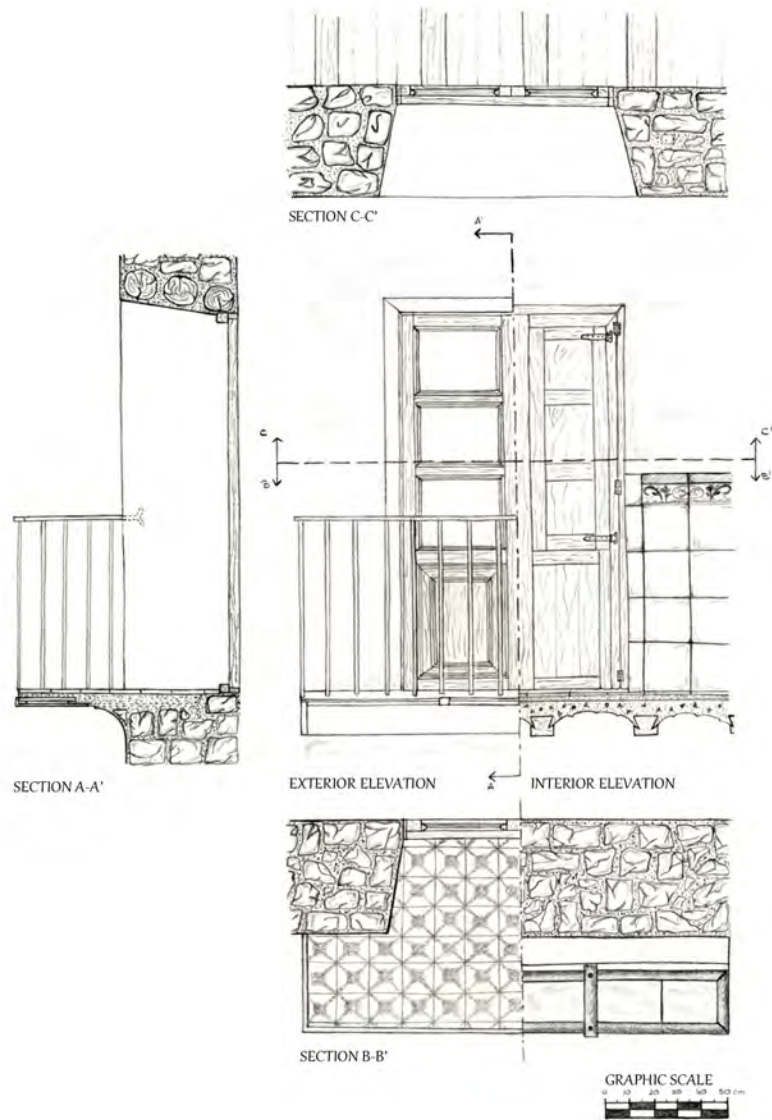 SECTION C-C'
A'
C
B
C'
B'
SECTION A-A'
EXTERIOR ELEVATION
A
INTERIOR ELEVATION
SECTION B-B'
GRAPHIC SCALE
0 10 20 30 40 50 cm